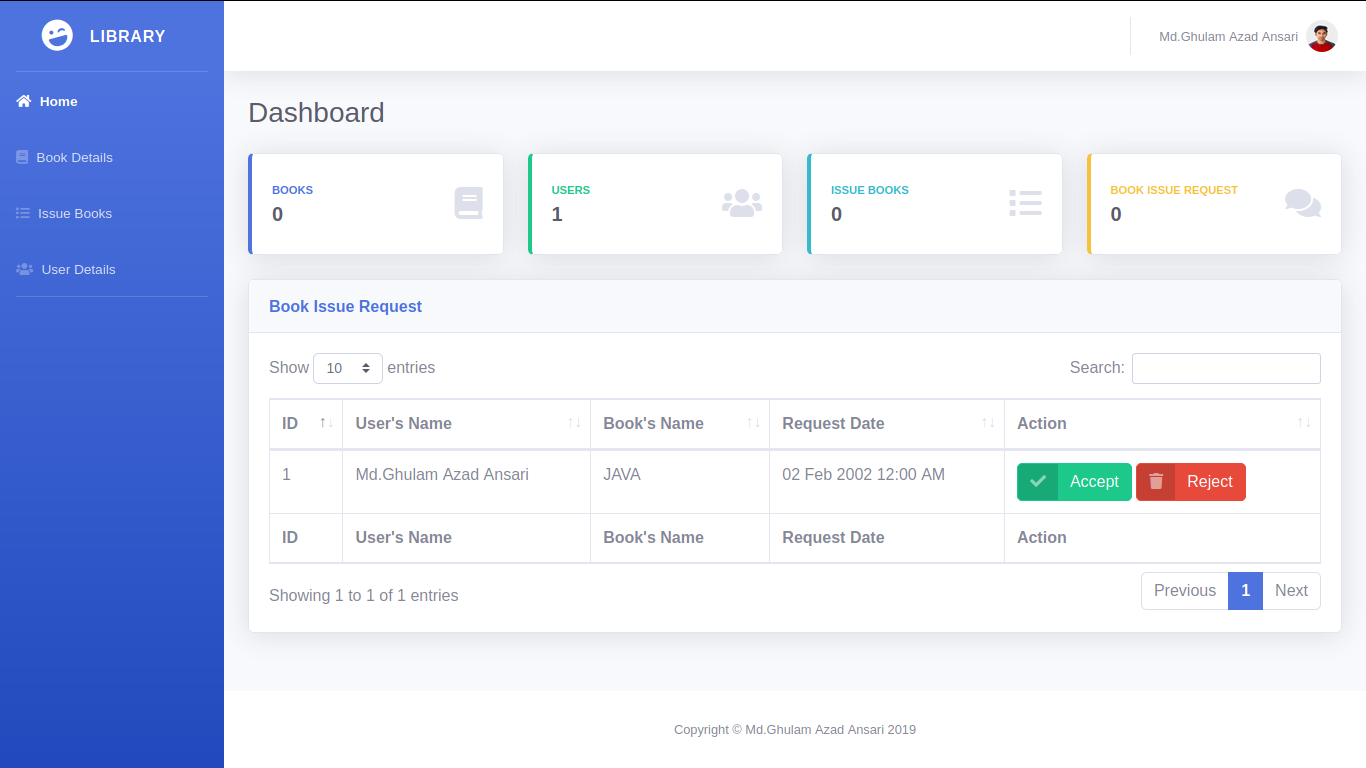 LIBRARY
Md.Ghulam Azad Ansari
Home
Book Details
Issue Books
User Details
Dashboard
BOOKS
0
USERS
1
ISSUE BOOKS
0
BOOK ISSUE REQUEST
0
Book Issue Request
Show 10 entries
Search:
ID User's Name Book's Name Request Date Action
1 Md.Ghulam Azad Ansari JAVA 02 Feb 2002 12:00 AM Accept Reject
ID User's Name Book's Name Request Date Action
Showing 1 to 1 of 1 entries
Previous 1 Next
Copyright © Md.Ghulam Azad Ansari 2019